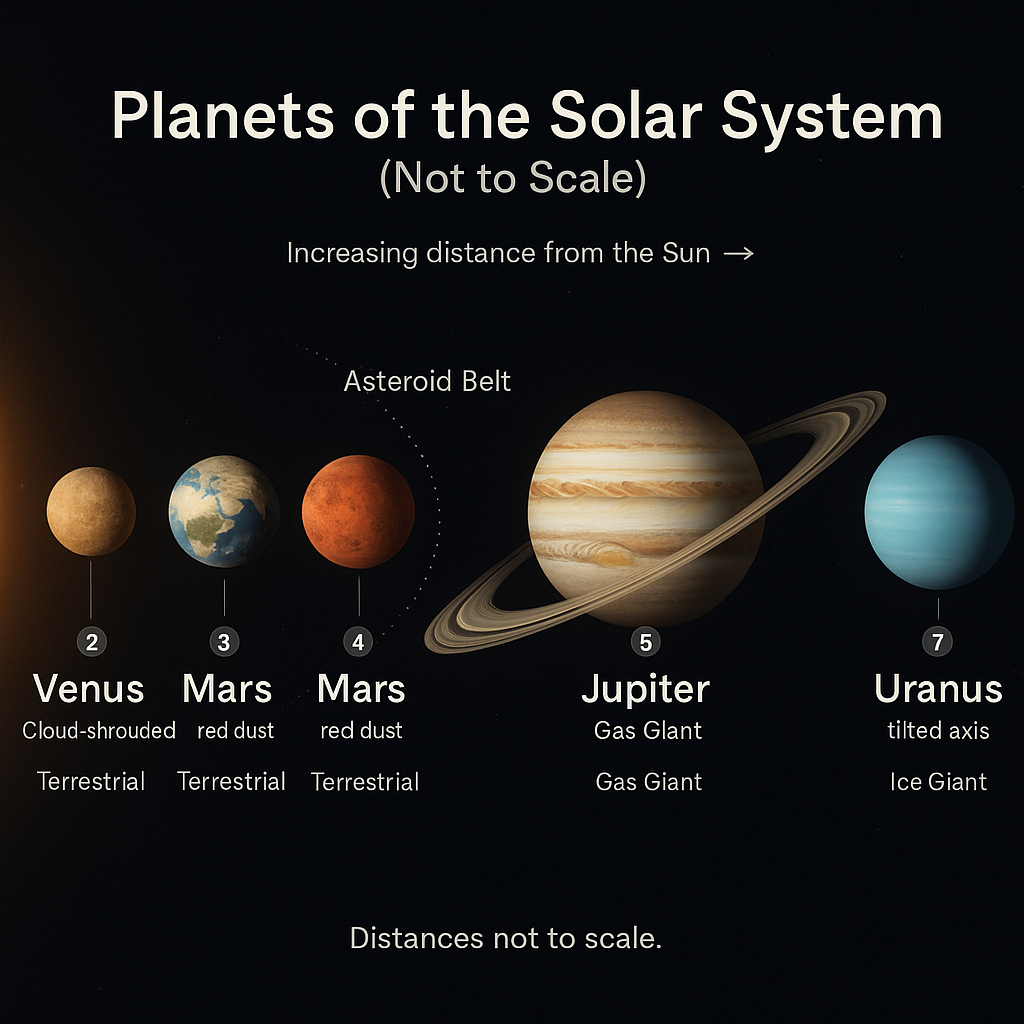 Planets of the Solar System
(Not to Scale)
Increasing distance from the Sun →
Asteroid Belt
2 3 4 5 7
Venus Mars Mars Jupiter Uranus
Cloud-shrouded red dust red dust Gas Glant tilted axis
Terrestrial Terrestrial Terrestrial Gas Giant Ice Giant
Distances not to scale.